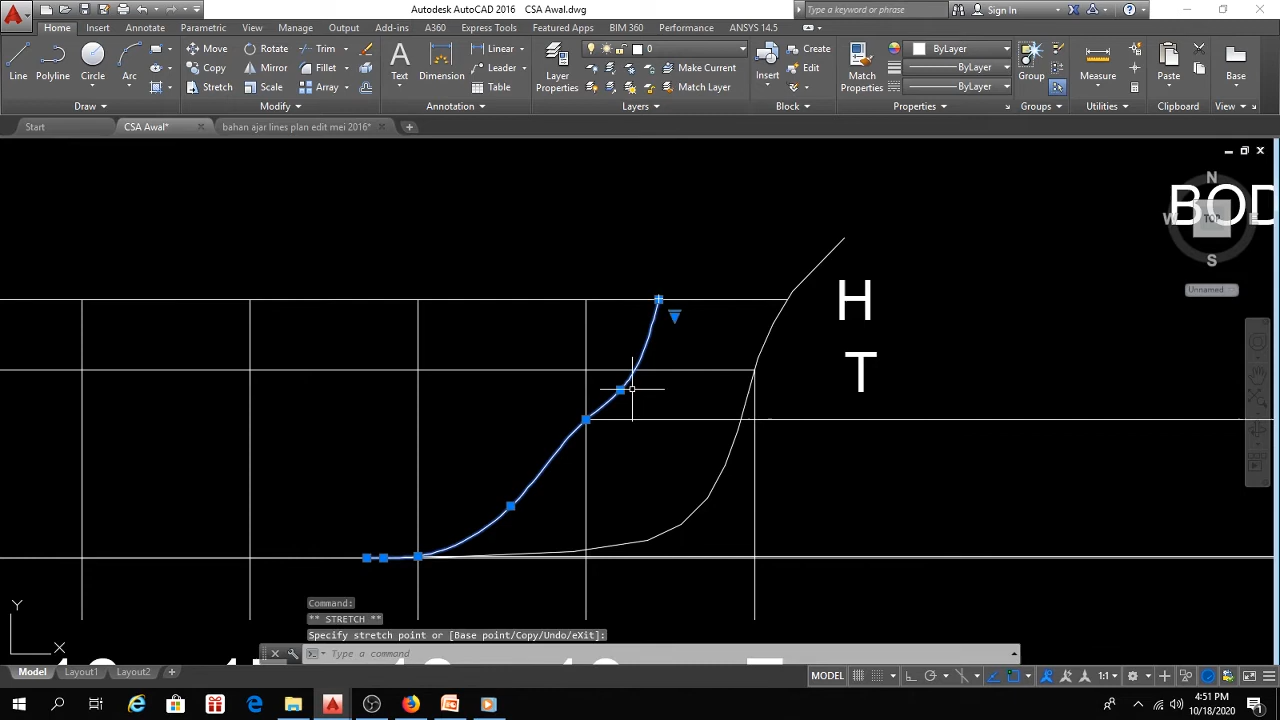 Autodesk AutoCAD 2016 CSA Awal.dwg
Type a keyword or phrase
Sign In
Home Insert Annotate Parametric View Manage Output Add-ins A360 Express Tools Featured Apps BIM 360 Performance ANSYS 14.5
Line Polyline Circle Arc
Move Rotate Trim
Copy Mirror Fillet
Stretch Scale Array
Text Dimension
Linear
Leader
Table
Layer Properties
0
Make Current
Match Layer
Insert
Create
Edit
Match Properties
ByLayer
ByLayer
ByLayer
Group
Measure
Paste
Base
Draw Modify Annotation Layers Block Properties Groups Utilities Clipboard View
Start CSA Awal* bahan ajar lines plan edit mei 2016*
BOD
N
W TOP E
S
Unnamed
H
T
Command:
** STRETCH **
Specify stretch point or [Base point/Copy/Undo/eXit]:
Type a command
Y
X
Model Layout1 Layout2
MODEL
1:1
4:51 PM
10/18/2020
1